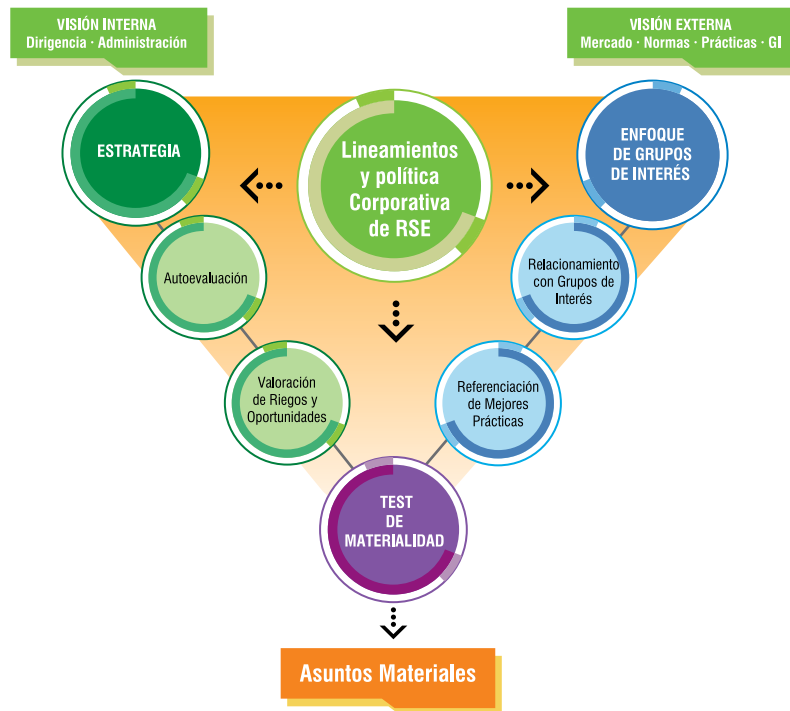 VISIÓN INTERNA
Dirigencia · Administración
VISIÓN EXTERNA
Mercado · Normas · Prácticas · GI
ESTRATEGIA
Lineamientos
y política
Corporativa
de RSE
ENFOQUE
DE GRUPOS
DE INTERÉS
Autoevaluación
Relacionamiento
con Grupos de
Interés
Valoración
de Riegos y
Oportunidades
Referenciación
de Mejores
Prácticas
TEST
DE
MATERIALIDAD
Asuntos Materiales